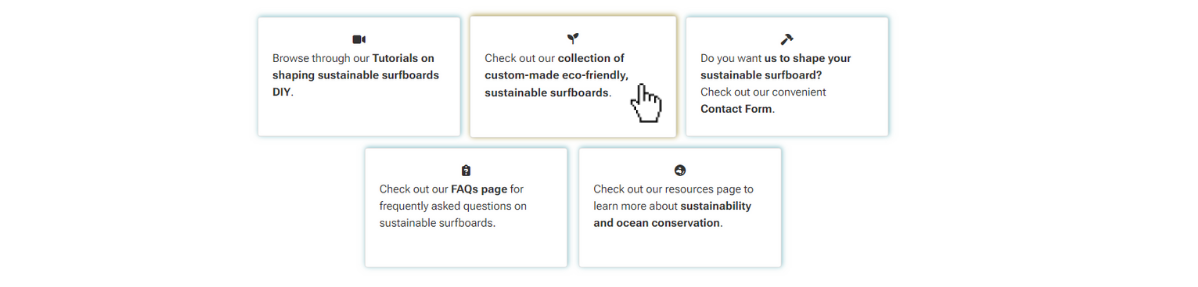 Browse through our Tutorials on
shaping sustainable surfboards
DIY.
Check out our collection of
custom-made eco-friendly,
sustainable surfboards.
Do you want us to shape your
sustainable surfboard?
Check out our convenient
Contact Form.
Check out our FAQs page for
frequently asked questions on
sustainable surfboards.
Check out our resources page to
learn more about sustainability
and ocean conservation.